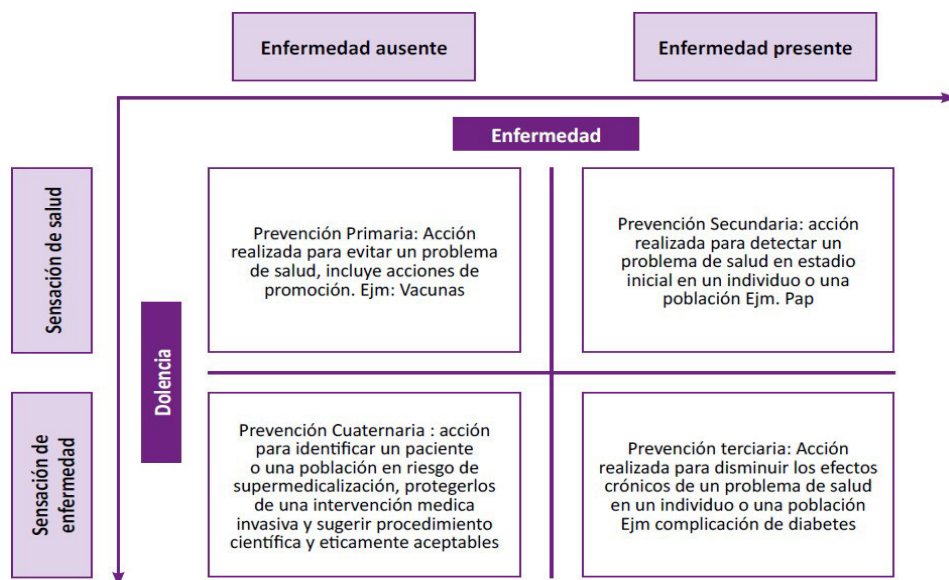 Enfermedad ausente
Enfermedad presente
Enfermedad
Sensación de salud
Dolencia
Prevención Primaria: Acción
realizada para evitar un problema
de salud, incluye acciones de
promoción. Ejm: Vacunas
Prevención Secundaria: acción
realizada para detectar un
problema de salud en estadio
inicial en un individuo o una
población Ejm. Pap
Sensación de
enfermedad
Prevención Cuaternaria : acción
para identificar un paciente
o una población en riesgo de
supermedicalización, protegerlos
de una intervención medica
invasiva y sugerir procedimiento
científica y eticamente aceptables
Prevención terciaria: Acción
realizada para disminuir los efectos
crónicos de un problema de salud
en un individuo o una población
Ejm complicación de diabetes